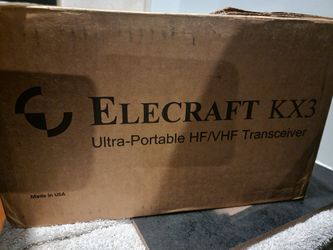 ELECRAFT KX3
Ultra-Portable HF/VHF Transceiver
Made in USA